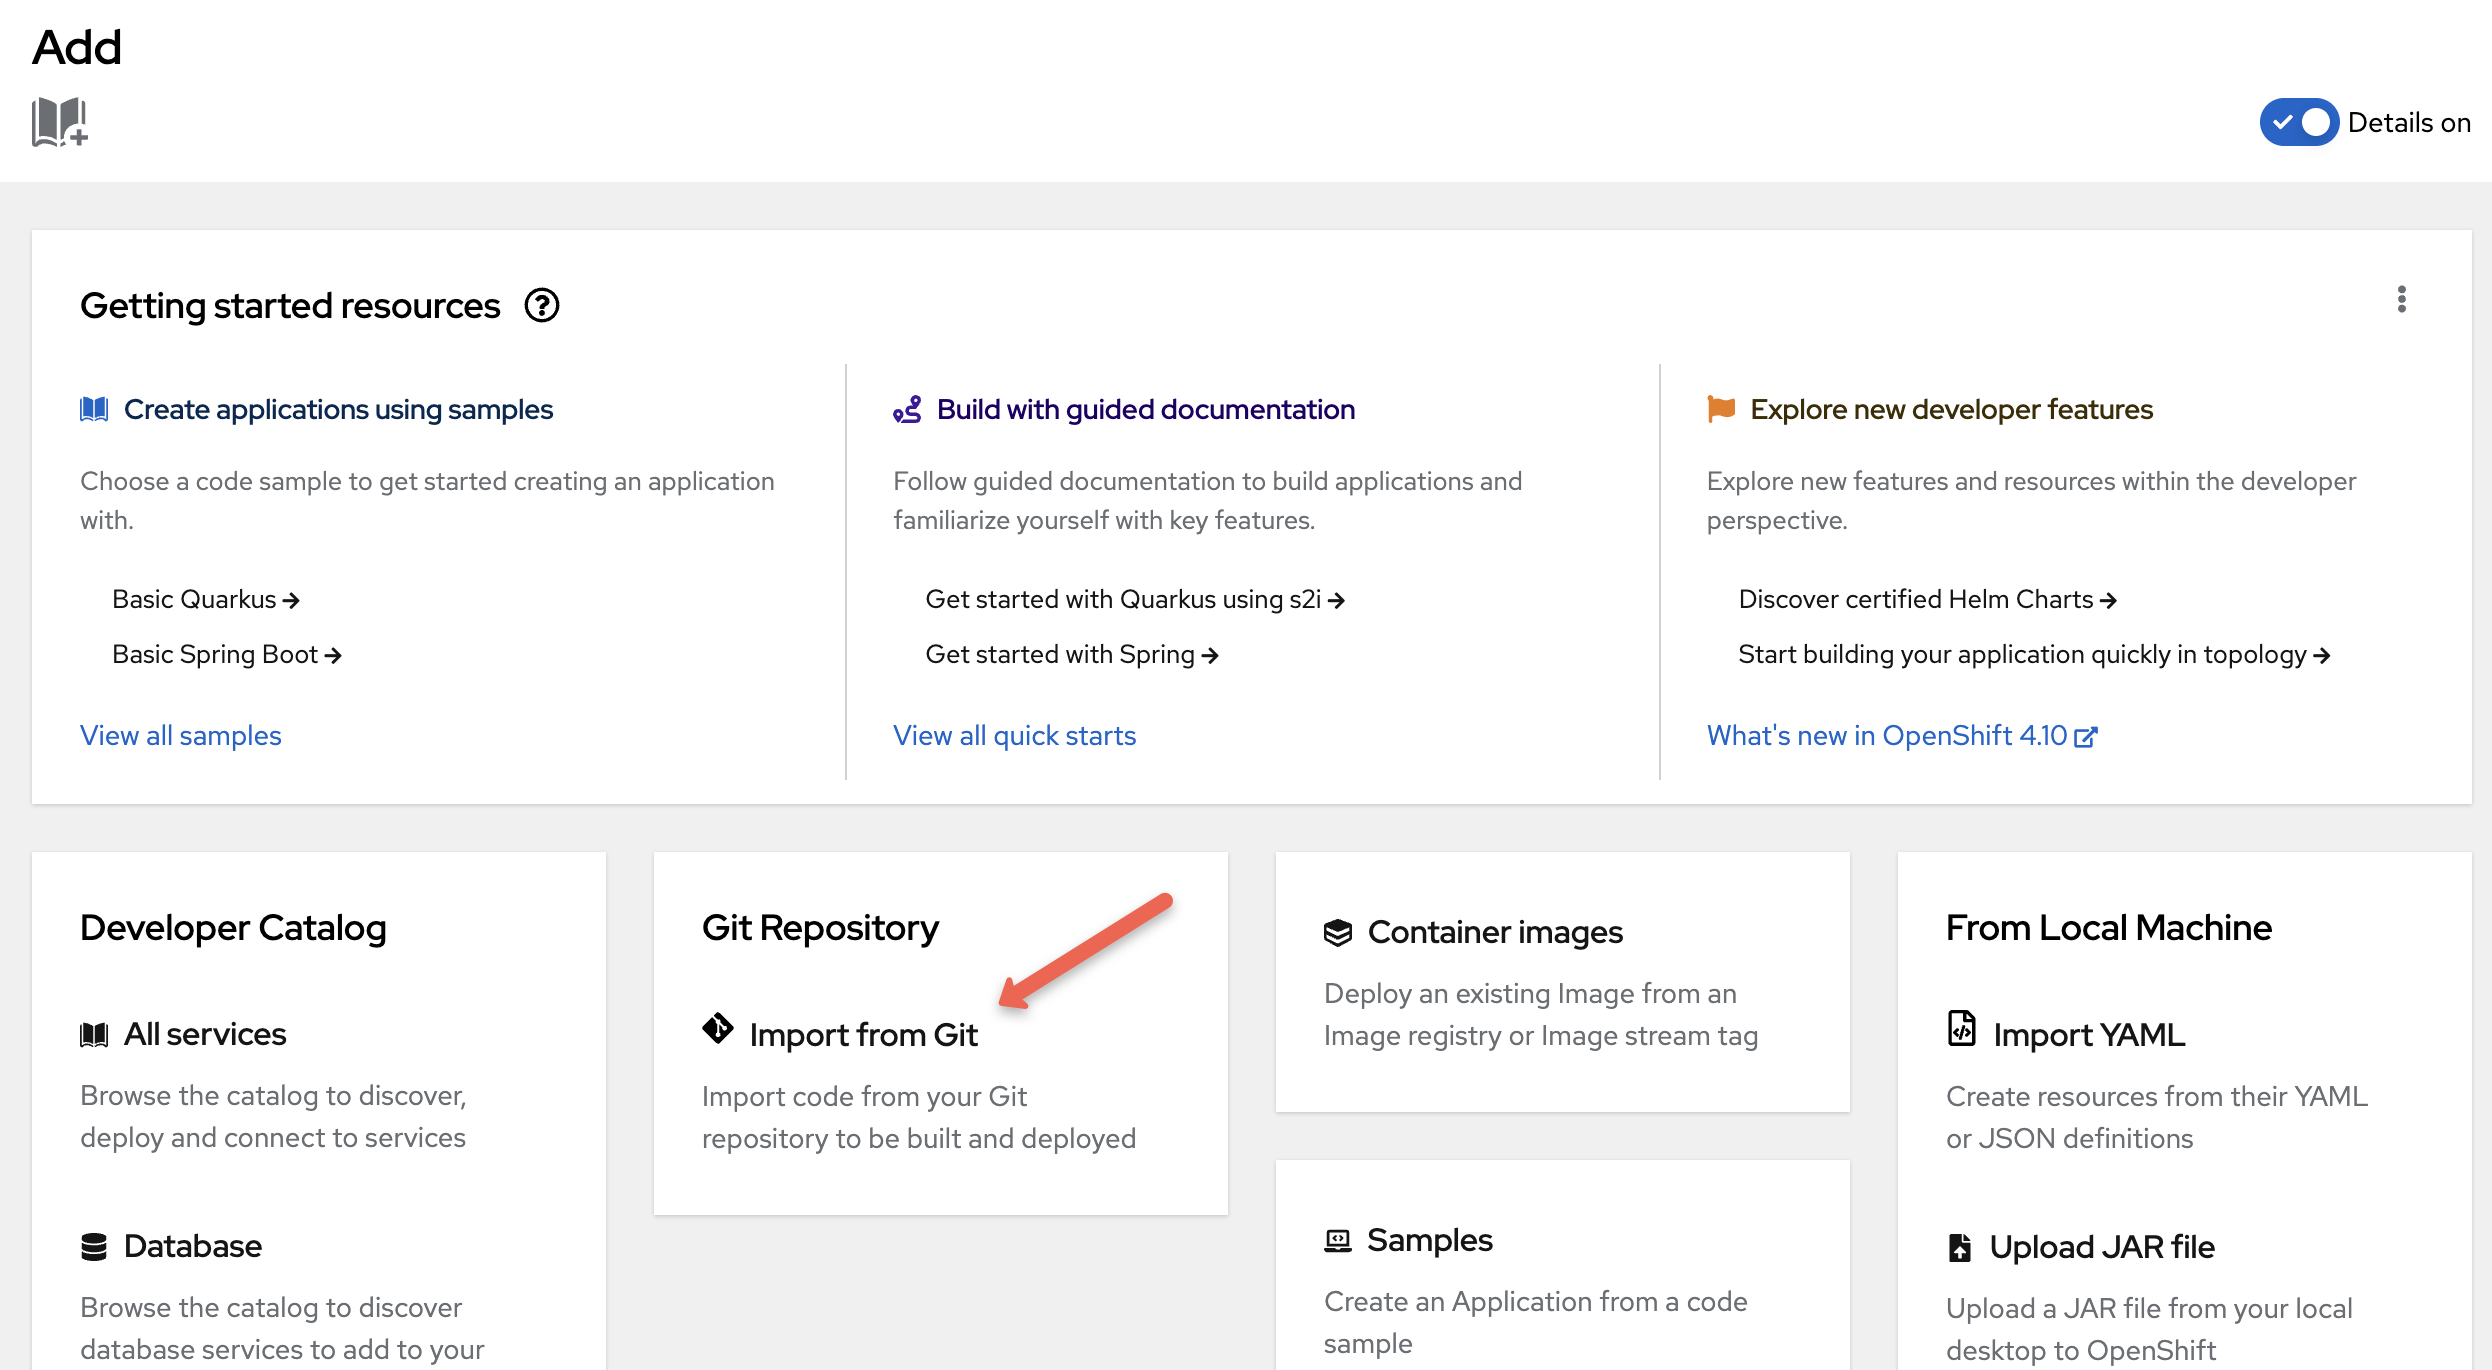 Add
Details on
Getting started resources
Create applications using samples
Choose a code sample to get started creating an application
with.
Basic Quarkus
Basic Spring Boot
View all samples
Build with guided documentation
Follow guided documentation to build applications and
familiarize yourself with key features.
Get started with Quarkus using s2i
Get started with Spring
View all quick starts
Explore new developer features
Explore new features and resources within the developer
perspective.
Discover certified Helm Charts
Start building your application quickly in topology
What's new in OpenShift 4.10
Developer Catalog
All services
Browse the catalog to discover,
deploy and connect to services
Database
Browse the catalog to discover
database services to add to your
Git Repository
Import from Git
Import code from your Git
repository to be built and deployed
Container images
Deploy an existing Image from an
Image registry or Image stream tag
Samples
Create an Application from a code
sample
From Local Machine
Import YAML
Create resources from their YAML
or JSON definitions
Upload JAR file
Upload a JAR file from your local
desktop to OpenShift